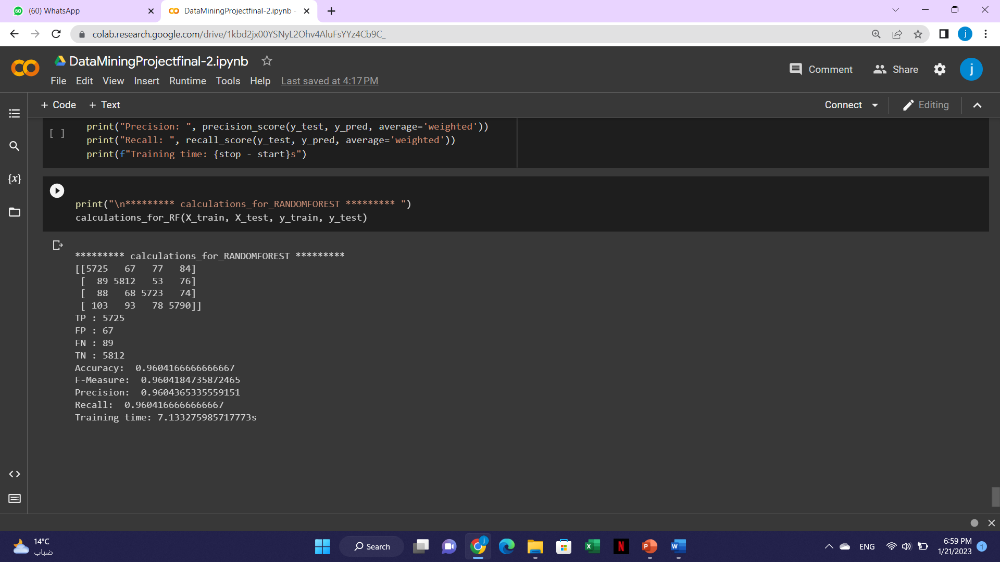 (60) WhatsApp
DataMiningProjectfinal-2.ipynb -
colab.research.google.com/drive/1kbd2jx00YSNyL2Ohv4AluFsYYz4Cb9C_
j
DataMiningProjectfinal-2.ipynb
Comment
Share
j
File Edit View Insert Runtime Tools Help Last saved at 4:17 PM
+ Code + Text
Connect
Editing
[ ]
print("Precision: ", precision_score(y_test, y_pred, average='weighted'))
print("Recall: ", recall_score(y_test, y_pred, average='weighted'))
print(f"Training time: {stop - start}s")
{x}
print("\n********* calculations_for_RANDOMFOREST ********* ")
calculations_for_RF(X_train, X_test, y_train, y_test)
********* calculations_for_RANDOMFOREST *********
[[5725   67   77   84]
 [  89 5812   53   76]
 [  88   68 5723   74]
 [ 103   93   78 5790]]
TP : 5725
FP : 67
FN : 89
TN : 5812
Accuracy:  0.9604166666666667
F-Measure:  0.9604184735872465
Precision:  0.9604365335559151
Recall:  0.9604166666666667
Training time: 7.133275985717773s
14°C
ضباب
Search
ENG
6:59 PM
1/21/2023
1